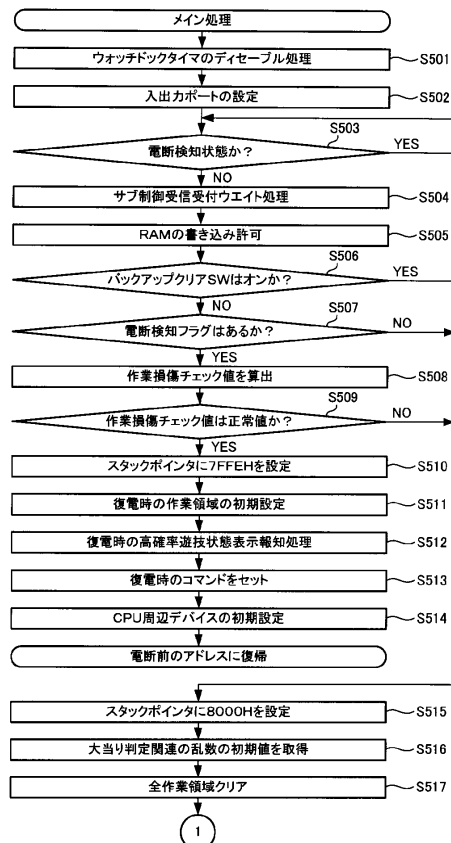 メイン処理
ウォッチドックタイマのディセーブル処理
S501
入出力ポートの設定
S502
S503
電断検知状態か？
YES
NO
サブ制御受信受付ウエイト処理
S504
RAMの書き込み許可
S505
S506
バックアップクリアSWはオンか？
YES
NO
S507
電断検知フラグはあるか？
NO
YES
作業損傷チェック値を算出
S508
S509
作業損傷チェック値は正常値か？
NO
YES
スタックポインタに7FFEHを設定
S510
復電時の作業領域の初期設定
S511
復電時の高確率遊技状態表示報知処理
S512
復電時のコマンドをセット
S513
CPU周辺デバイスの初期設定
S514
電断前のアドレスに復帰
スタックポインタに8000Hを設定
S515
大当り判定関連の乱数の初期値を取得
S516
全作業領域クリア
S517
1